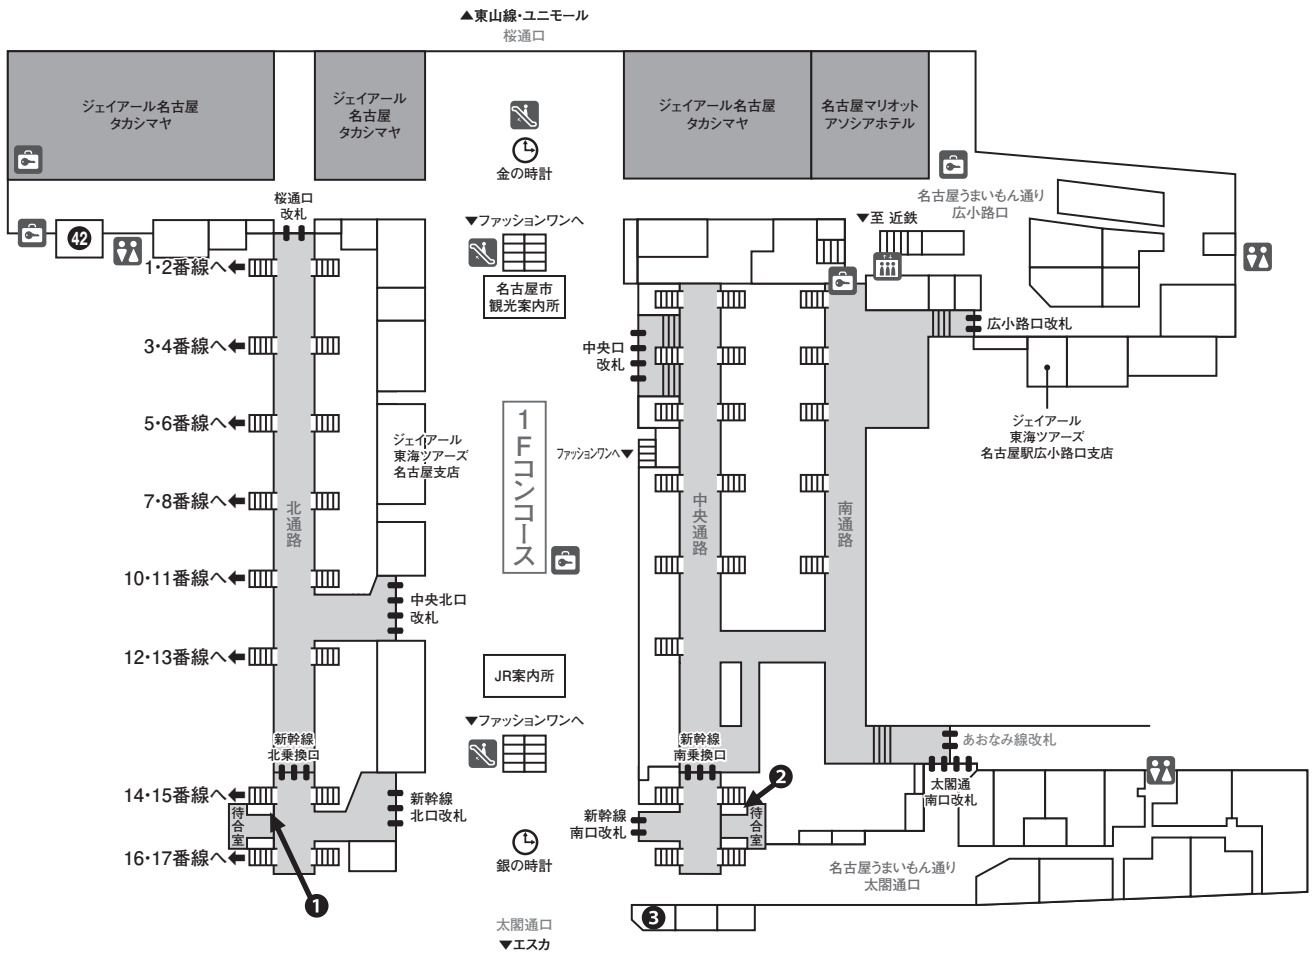 ▲東山線・ユニモール
桜通口
ジェイアール名古屋
タカシマヤ
ジェイアール
名古屋
タカシマヤ
ジェイアール名古屋
タカシマヤ
名古屋マリオット
アソシアホテル
金の時計
桜通口
改札
▼ファッションワンへ
名古屋市
観光案内所
▼至 近鉄
名古屋うまいもん通り
広小路口
42
1・2番線へ
3・4番線へ
5・6番線へ
7・8番線へ
10・11番線へ
12・13番線へ
14・15番線へ
16・17番線へ
中央口
改札
広小路口改札
ジェイアール
東海ツアーズ
名古屋駅広小路口支店
ジェイアール
東海ツアーズ
名古屋支店
1Fコンコース
ファッションワンへ▼
北通路
中央通路
南通路
中央北口
改札
JR案内所
▼ファッションワンへ
新幹線
北乗換口
新幹線
南乗換口
あおなみ線改札
太閤通
南口改札
新幹線
北口改札
新幹線
南口改札
待合室
待合室
1
2
3
銀の時計
名古屋うまいもん通り
太閤通口
太閤通口
▼エスカ